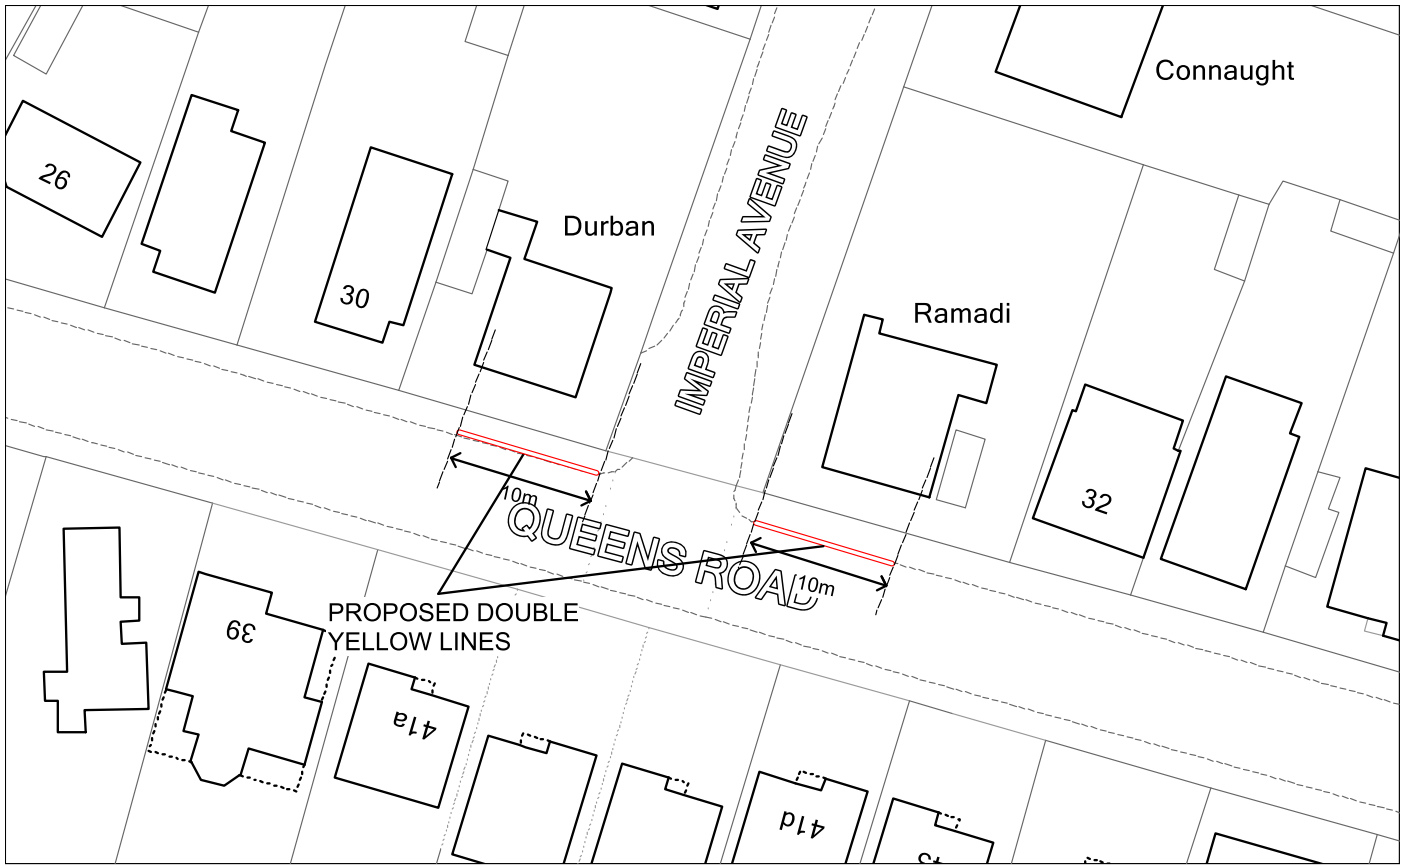 Connaught
26
Durban
IMPERIAL AVENUE
30
Ramadi
10m
32
QUEENS ROAD
10m
PROPOSED DOUBLE
YELLOW LINES
39
41a
41d